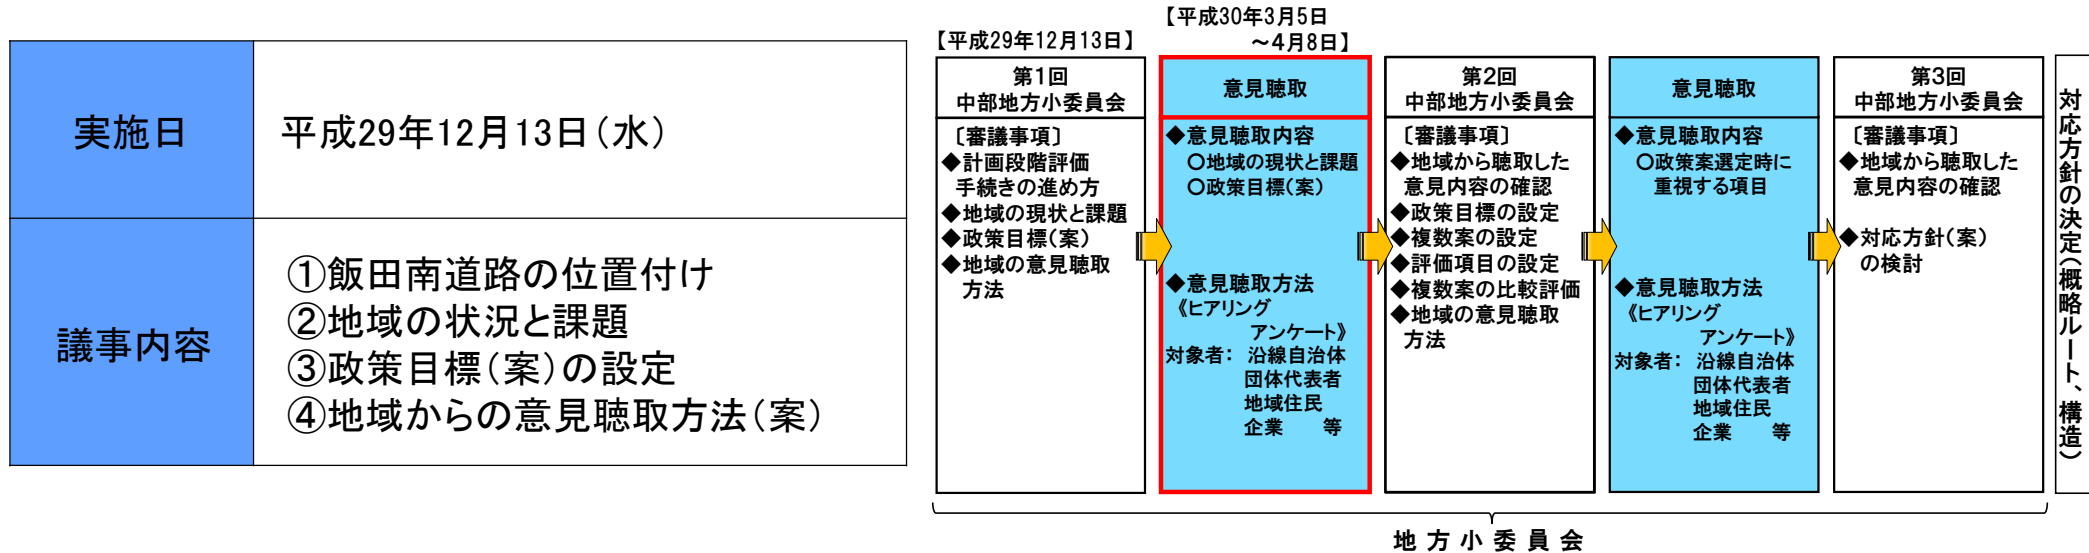 実施日
平成29年12月13日(水)
議事内容
①飯田南道路の位置付け
②地域の状況と課題
③政策目標(案)の設定
④地域からの意見聴取方法(案)
【平成29年12月13日】
第1回
中部地方小委員会
〔審議事項〕
◆計画段階評価
手続きの進め方
◆地域の現状と課題
◆政策目標(案)
◆地域の意見聴取
方法
【平成30年3月5日
～4月8日】
意見聴取
◆意見聴取内容
○地域の現状と課題
○政策目標(案)
◆意見聴取方法
《ヒアリング
アンケート》
対象者： 沿線自治体
団体代表者
地域住民
企業 等
第2回
中部地方小委員会
〔審議事項〕
◆地域から聴取した
意見内容の確認
◆政策目標の設定
◆複数案の設定
◆評価項目の設定
◆複数案の比較評価
◆地域の意見聴取
方法
意見聴取
◆意見聴取内容
○政策案選定時に
重視する項目
◆意見聴取方法
《ヒアリング
アンケート》
対象者： 沿線自治体
団体代表者
地域住民
企業 等
第3回
中部地方小委員会
〔審議事項〕
◆地域から聴取した
意見内容の確認
◆対応方針(案)
の検討
対応方針の決定(概略ルート、構造)
地方小委員会